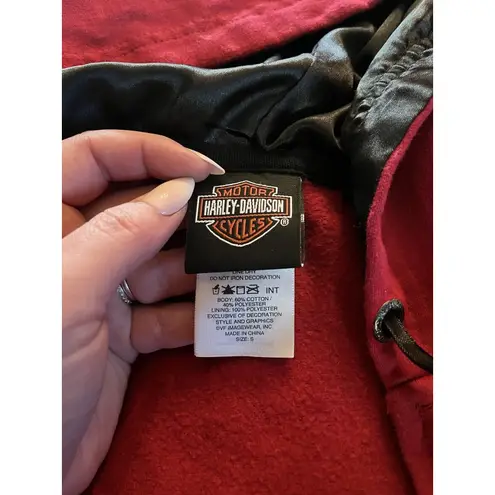 MOTOR
HARLEY-DAVIDSON
CYCLES
®
DO NOT IRON DECORATION
INT
BODY: 60% COTTON /
40% POLYESTER
LINING: 100% POLYESTER
EXCLUSIVE OF DECORATION
STYLE AND GRAPHICS
©VF IMAGEWEAR, INC.
MADE IN CHINA
SIZE: S